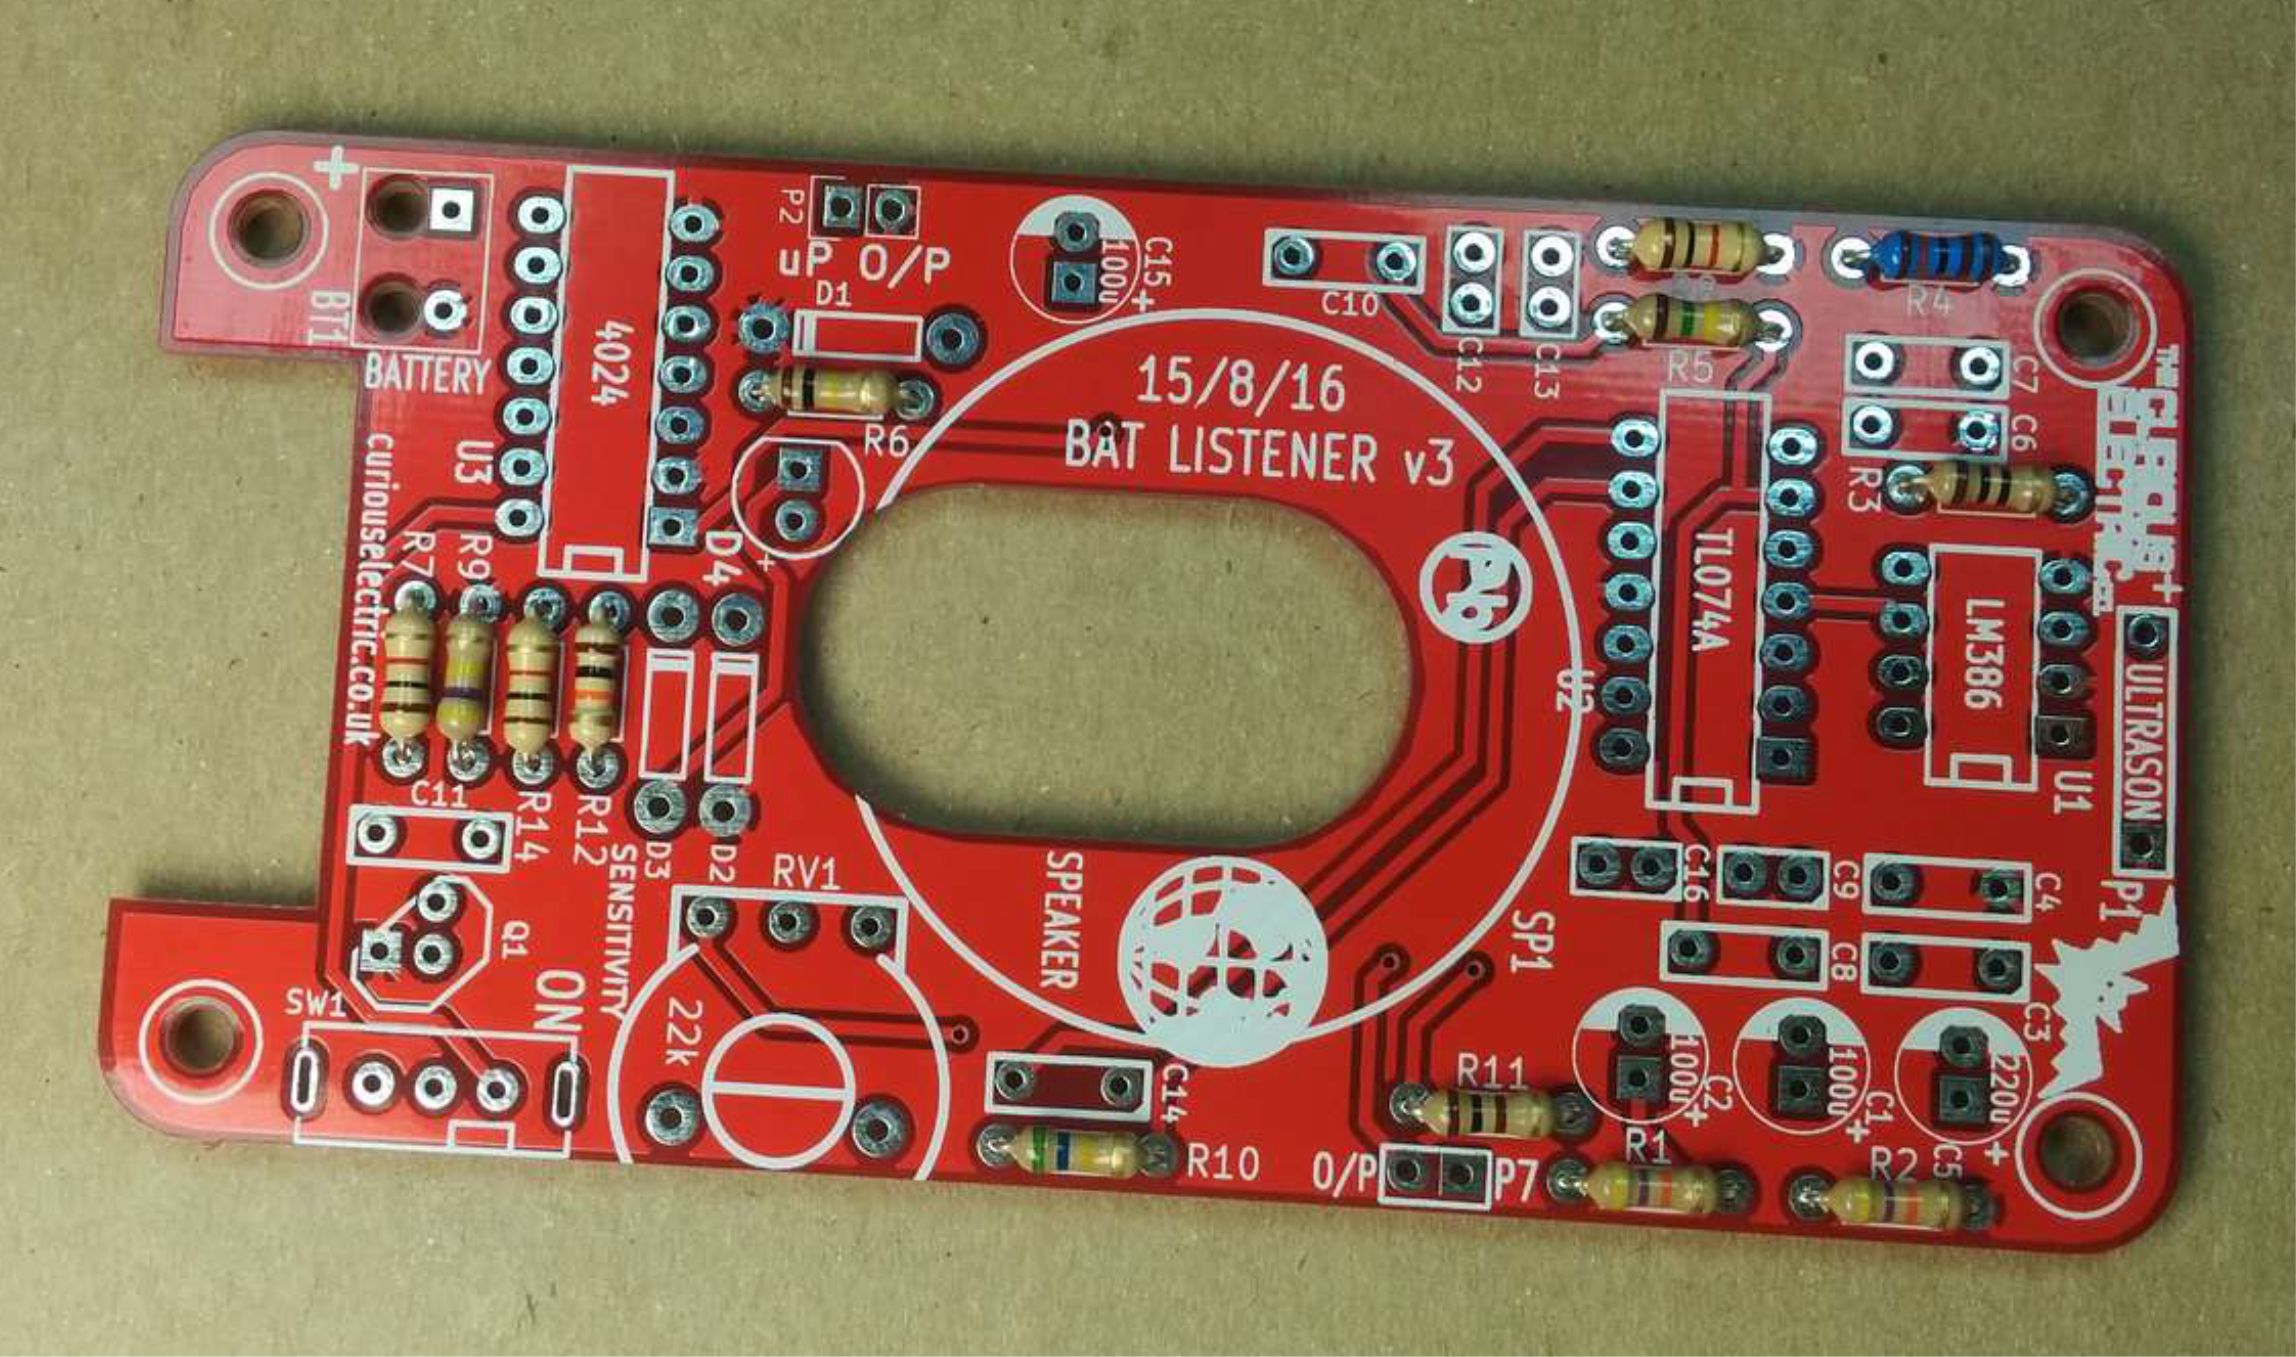 +
BT1
BATTERY
4024
U3
P2
uP O/P
D1
C15
100u
+
C10
C12
C13
R4
R5
C7
C6
R3
R6
15/8/16
BAT LISTENER v3
THE CURIOUS ELECTRIC
curiouselectric.co.uk
R7
R9
D4
+
Pb
TL074A
U2
LM386
U1
+
ULTRASON
P1
C11
R14
R12
SENSITIVITY
D3
D2
RV1
22k
SPEAKER
SP1
C16
C9
C4
C8
C3
Q1
SW1
ON
C14
R10
R11
O/P
P7
R1
R2
100u
C2
+
100u
C1
+
220u
C5
+